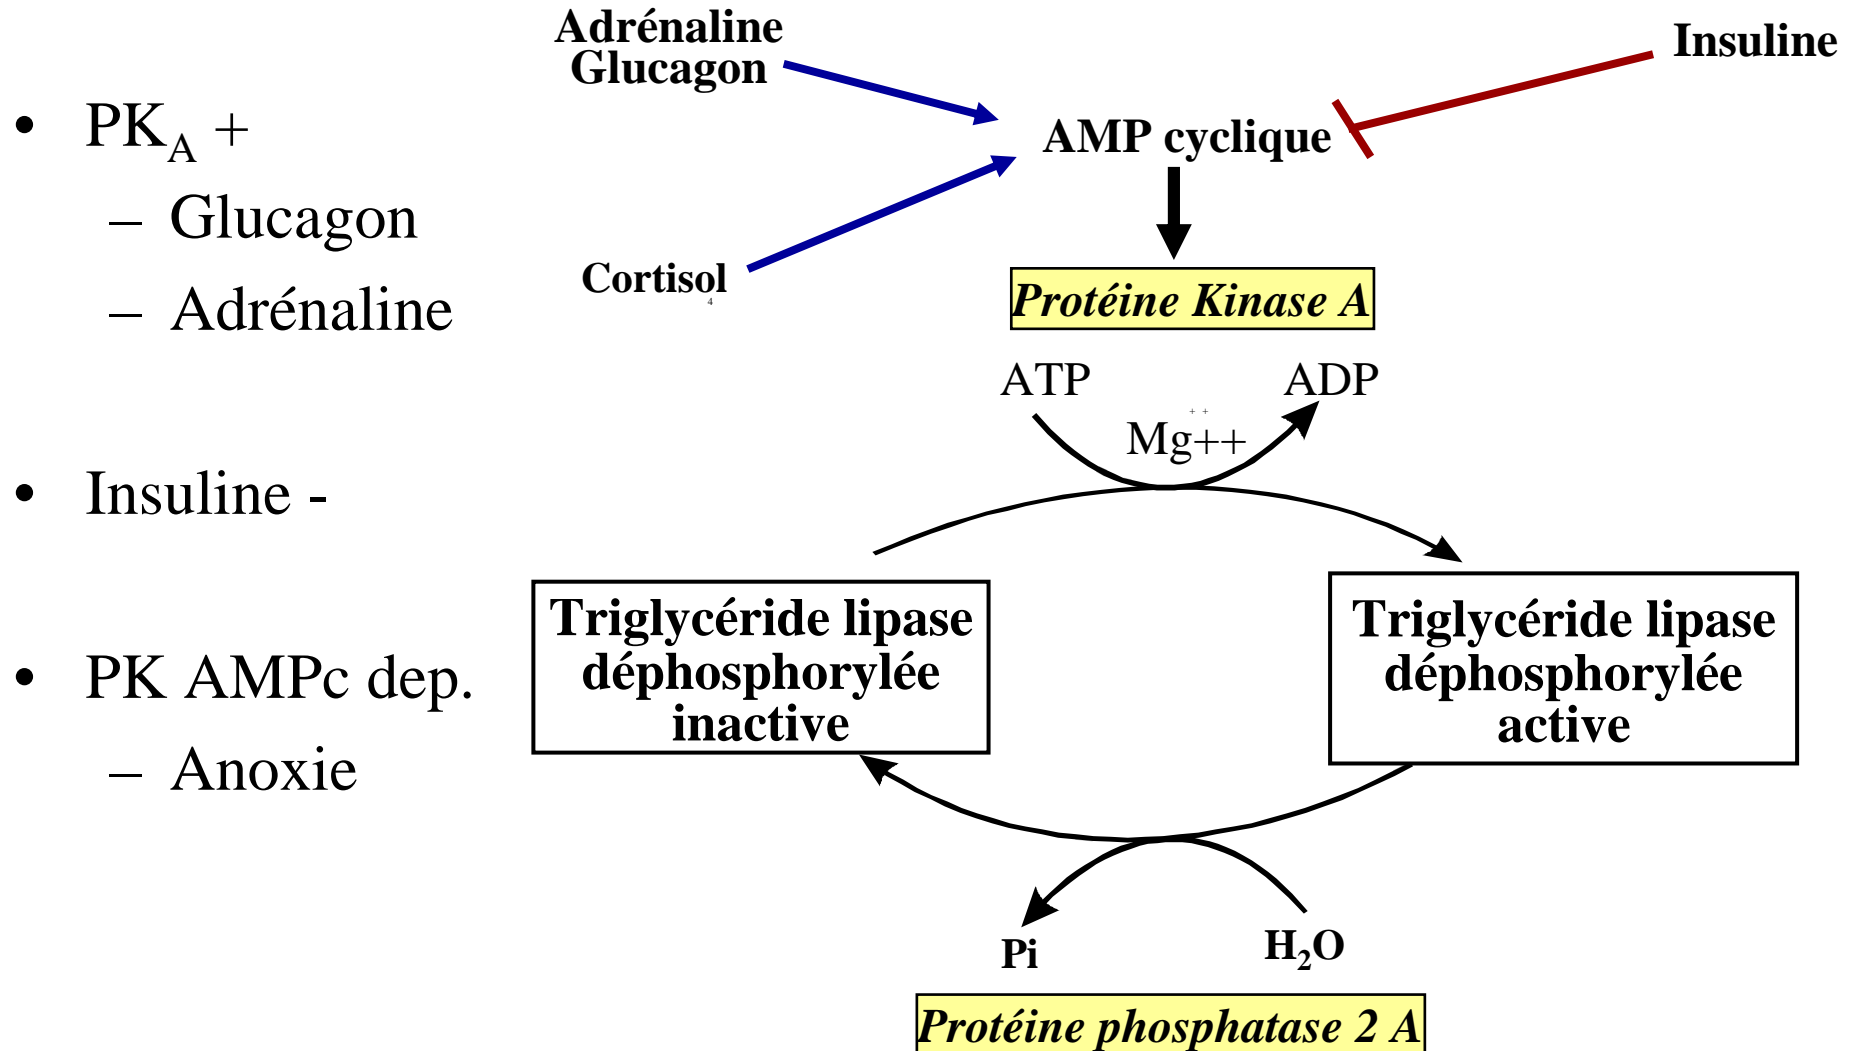 • PKA +
– Glucagon
– Adrénaline
• Insuline -
• PK AMPc dep.
– Anoxie
Adrénaline
Glucagon
Insuline
AMP cyclique
Cortisol
4
Protéine Kinase A
ATP
ADP
++
Mg++
Triglycéride lipase
déphosphorylée
inactive
Triglycéride lipase
déphosphorylée
active
Pi
H₂O
Protéine phosphatase 2 A